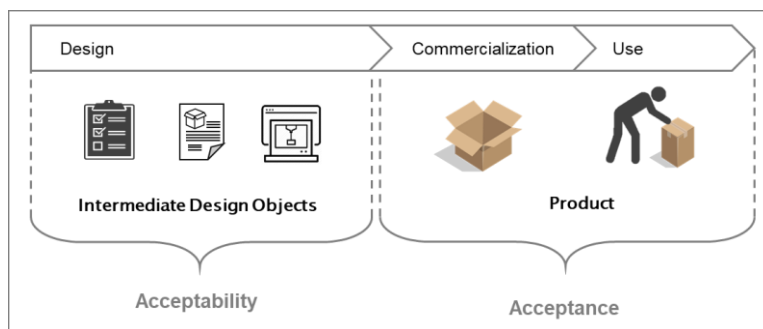 Design
Commercialization
Use
Intermediate Design Objects
Product
Acceptability
Acceptance